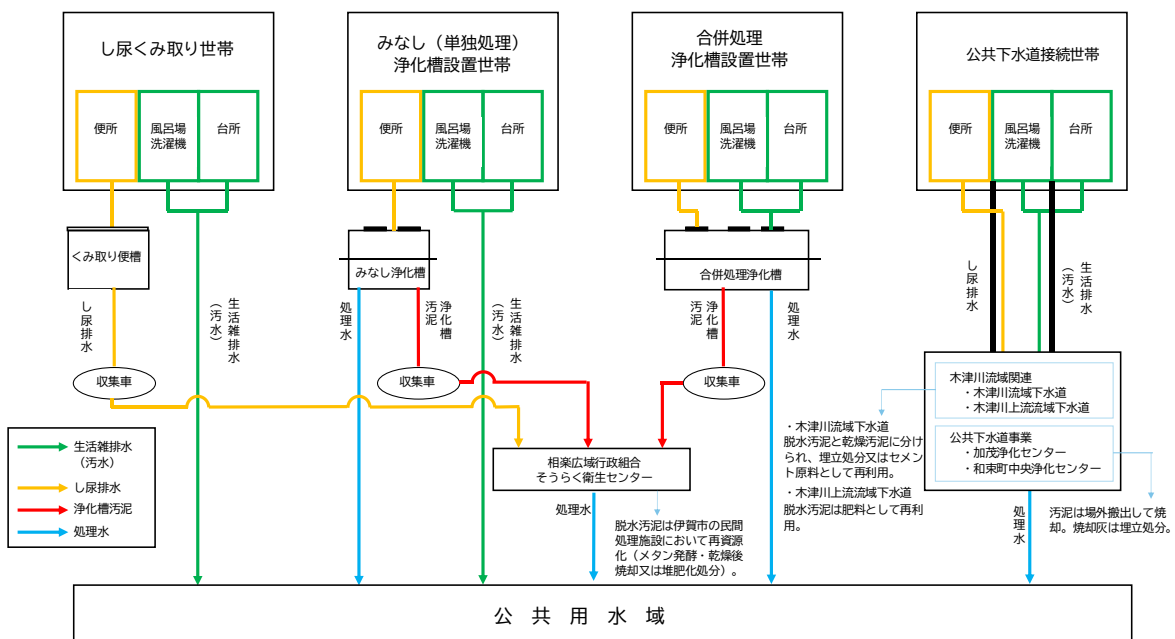 し尿くみ取り世帯
便所
風呂場
洗濯機
台所
くみ取り便槽
し尿排水
生活雑排水
（汚水）
収集車
みなし（単独処理）
浄化槽設置世帯
便所
風呂場
洗濯機
台所
みなし浄化槽
処理水
浄化槽
汚泥
生活雑排水
（汚水）
収集車
合併処理
浄化槽設置世帯
便所
風呂場
洗濯機
台所
合併処理浄化槽
浄化槽
汚泥
処理水
収集車
公共下水道接続世帯
便所
風呂場
洗濯機
台所
し尿排水
生活排水
（汚水）
木津川流域関連
・木津川流域下水道
・木津川上流流域下水道
公共下水道事業
・加茂浄化センター
・和束町中央浄化センター
・木津川流域下水道
脱水汚泥と乾燥汚泥に分け
られ、埋立処分又はセメン
ト原料として再利用。
・木津川上流流域下水道
脱水汚泥は肥料として再利
用。
処理水
汚泥は場外搬出して焼
却。焼却灰は埋立処分。
相楽広域行政組合
そうらく衛生センター
処理水
脱水汚泥は伊賀市の民間
処理施設において再資源
化（メタン発酵・乾燥後
焼却又は堆肥化処分）。
生活雑排水
（汚水）
し尿排水
浄化槽汚泥
処理水
公共用水域